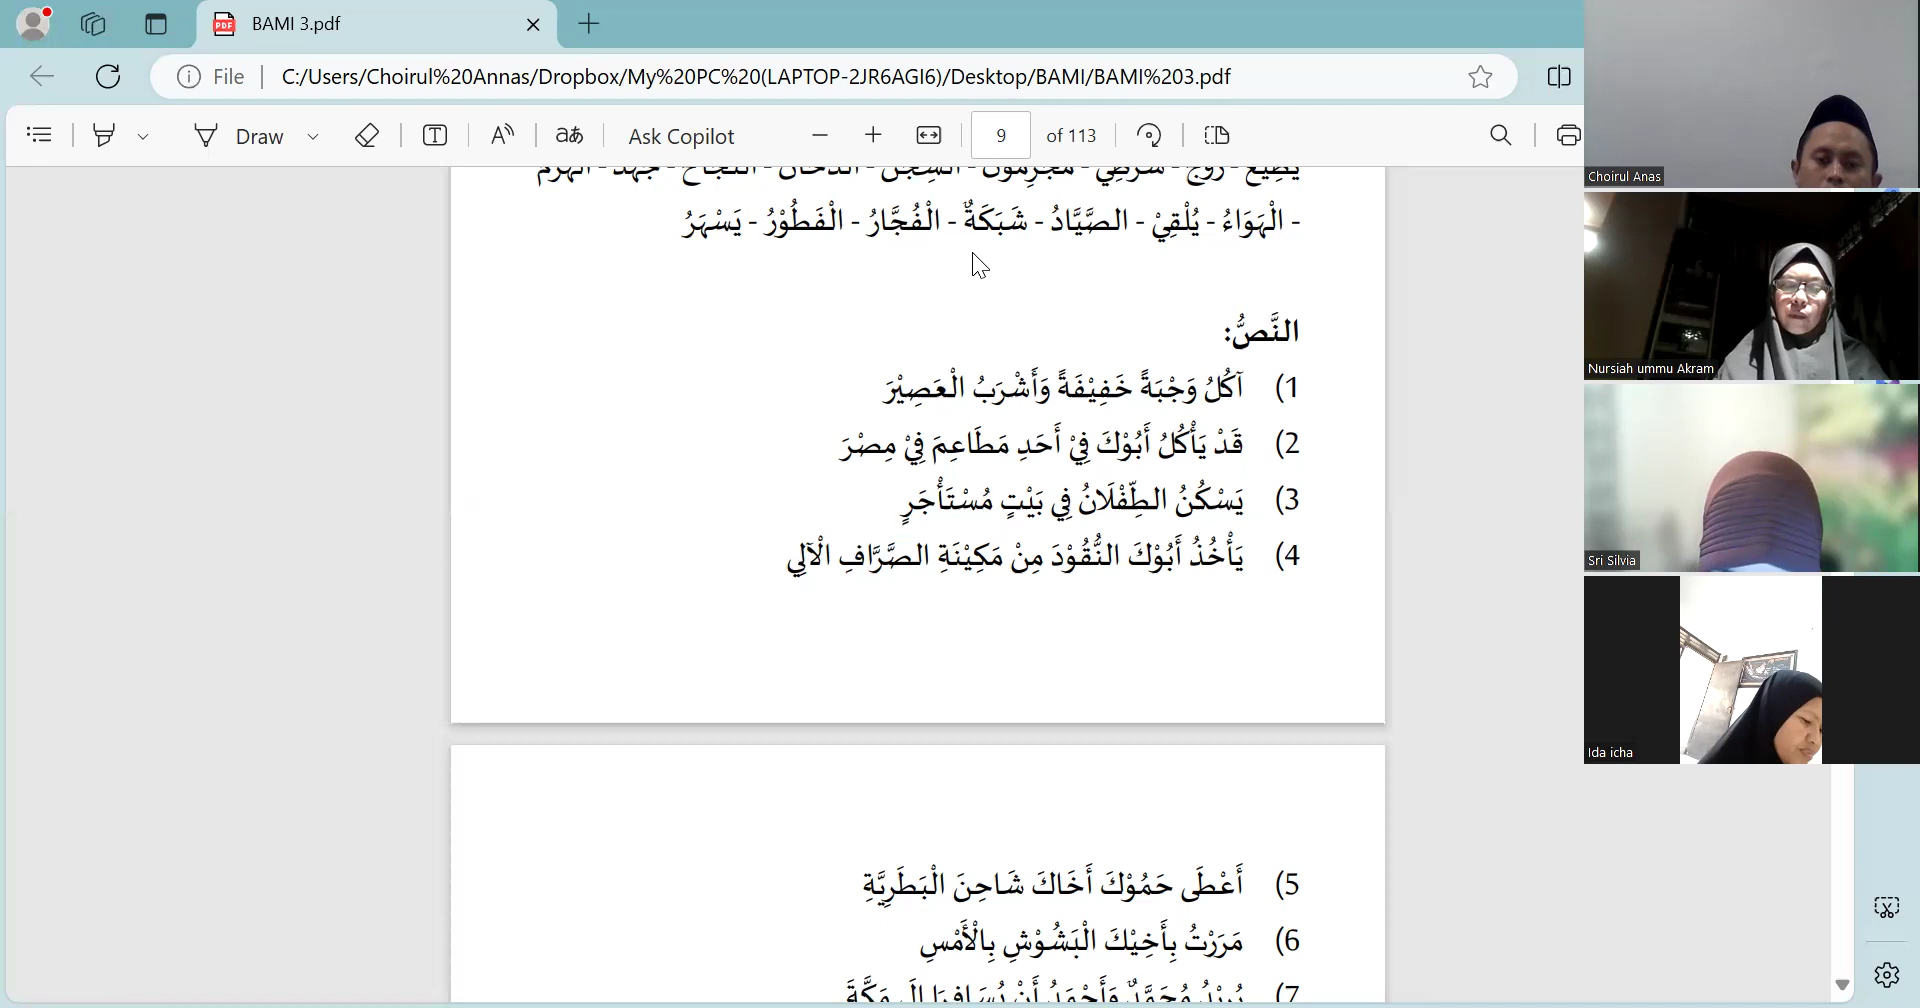 BAMI 3.pdf
File
C:/Users/Choirul%20Annas/Dropbox/My%20PC%20(LAPTOP-2JR6AGI6)/Desktop/BAMI/BAMI%203.pdf
Draw
Ask Copilot
9 of 113
- الْهَوَاءُ - يُلْقِيْ - الصَّيَّادُ - شَبَكَةٌ - الْفُجَّارُ - الْفَطُوْرُ - يَسْهَرُ
النَّصُّ:
1) آكُلُ وَجْبَةً خَفِيْفَةً وَأَشْرَبُ الْعَصِيْرَ
2) قَدْ يَأْكُلُ أَبُوْكَ فِيْ أَحَدِ مَطَاعِمَ فِيْ مِصْرَ
3) يَسْكُنُ الطِّفْلَانُ فِي بَيْتٍ مُسْتَأْجَرٍ
4) يَأْخُذُ أَبُوْكَ النُّقُوْدَ مِنْ مَكِيْنَةِ الصَّرَّافِ الْآلِي
5) أَعْطَى حَمُوْكَ أَخَاكَ شَاحِنَ الْبَطَرِيَّةِ
6) مَرَرْتُ بِأَخِيْكَ الْبَشُوْشِ بِالْأَمْسِ
7) يُرِيْدُ مُحَمَّدٌ وَأَحْمَدُ أَنْ يُسَافِرَا إِلَى مَكَّةَ
Choirul Anas
Nursiah ummu Akram
Sri Silvia
Ida icha